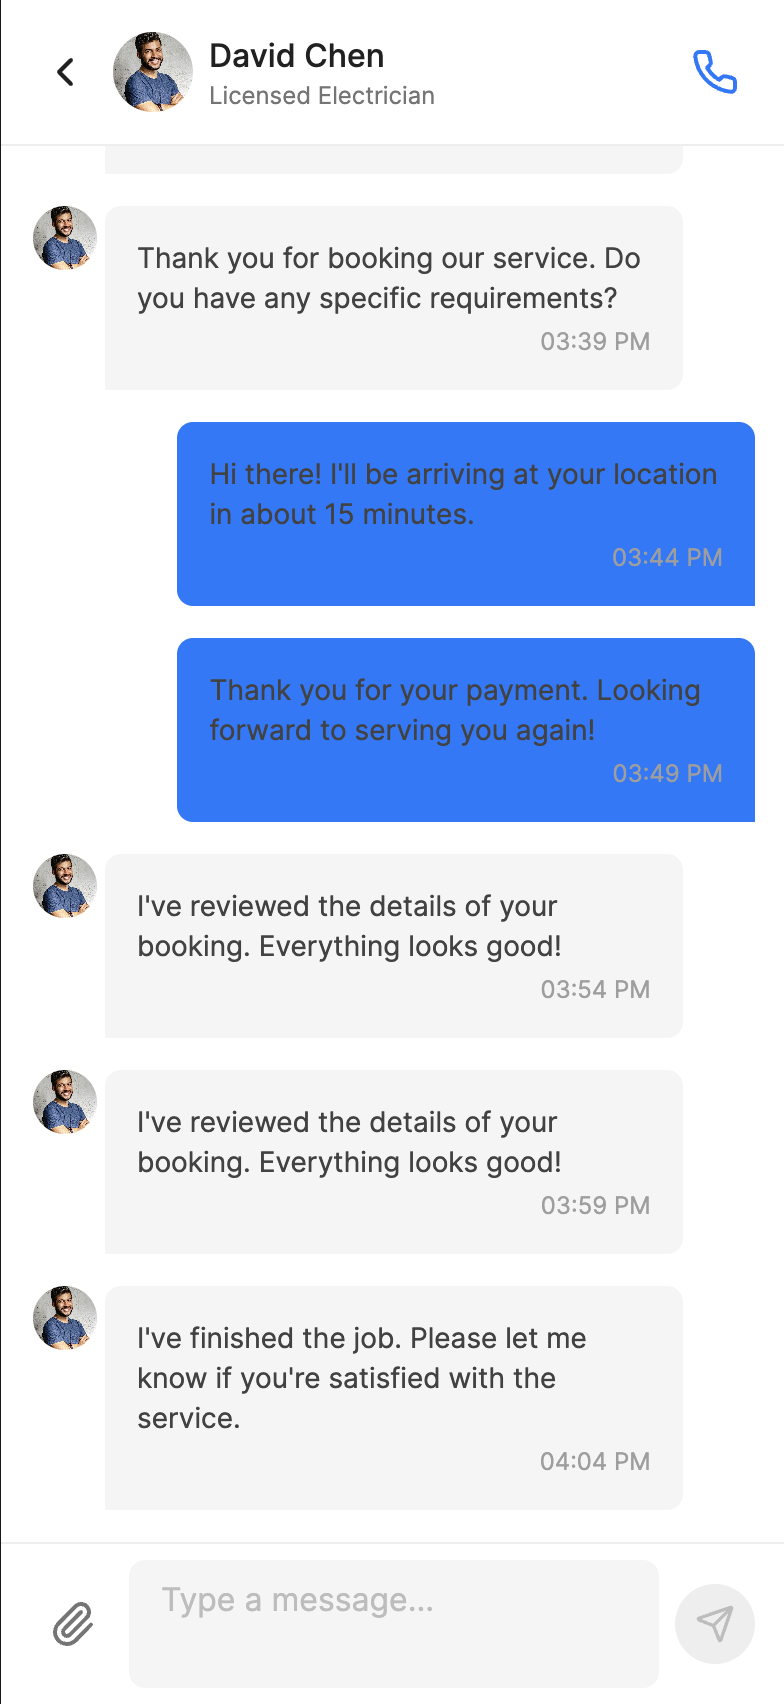 David Chen
Licensed Electrician
Thank you for booking our service. Do
you have any specific requirements?
03:39 PM
Hi there! I'll be arriving at your location
in about 15 minutes.
03:44 PM
Thank you for your payment. Looking
forward to serving you again!
03:49 PM
I've reviewed the details of your
booking. Everything looks good!
03:54 PM
I've reviewed the details of your
booking. Everything looks good!
03:59 PM
I've finished the job. Please let me
know if you're satisfied with the
service.
04:04 PM
Type a message...